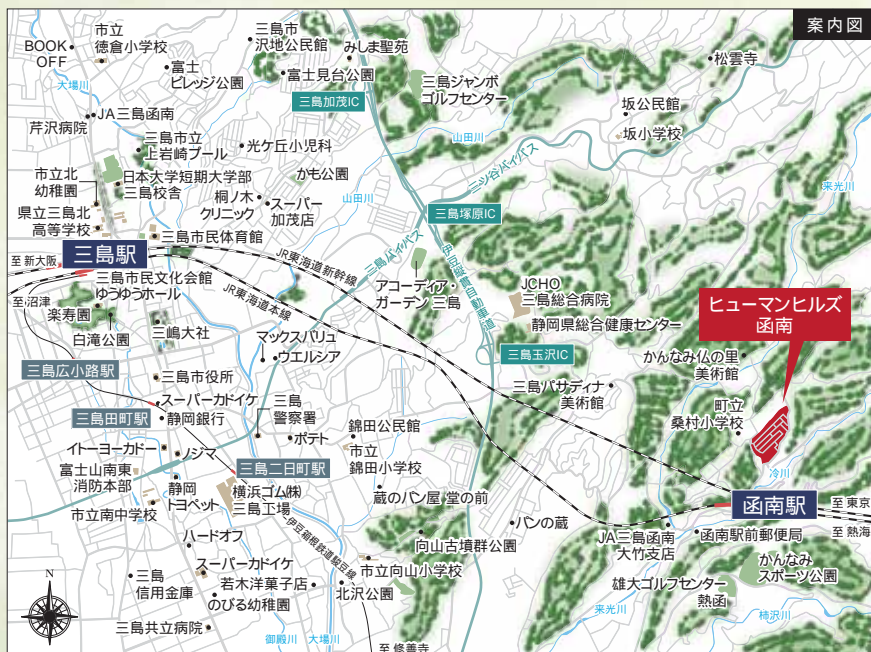 案内図
BOOK
OFF
市立
徳倉小学校
三島市
沢地公民館
みしま聖苑
富士
ビレッジ公園
富士見台公園
三島ジャンボ
ゴルフセンター
松雲寺
大場川
三島加茂IC
坂公民館
坂小学校
JA三島函南
芹沢病院
三島市立
上岩崎プール
光ケ丘小児科
山田川
三ツ谷バイパス
来光川
市立北
幼稚園
日本大学短期大学部
三島校舎
かも公園
山田川
桐ノ木
クリニック
スーパー
加茂店
県立三島北
高等学校
三島塚原IC
三島市民体育館
三島駅
至 新大阪
JR東海道新幹線
三島バイパス
伊豆縦貫自動車道
三島市民文化会館
ゆうゆうホール
アコーディア・
ガーデン 三島
JCHO
三島総合病院
至 沼津
JR東海道本線
楽寿園
白滝公園
三嶋大社
静岡県総合健康センター
ヒューマンヒルズ
函南
マックスバリュ
ウエルシア
三島玉沢IC
かんなみ仏の里
美術館
三島広小路駅
三島市役所
三島パサディナ
美術館
スーパーカドイケ
三島田町駅
静岡銀行
三島
警察署
町立
桑村小学校
錦田公民館
ポテト
イトーヨーカドー
ノジマ
市立
錦田小学校
富士山南東
消防本部
三島二日町駅
冷川
静岡
トヨペット
横浜ゴム㈱
三島工場
蔵のパン屋 堂の前
函南駅
市立南中学校
伊豆箱根鉄道駿豆線
パンの蔵
至 東京
至 熱海
ハードオフ
向山古墳群公園
JA三島函南
大竹支店
函南駅前郵便局
スーパーカドイケ
市立向山小学校
かんなみ
スポーツ公園
三島
信用金庫
若木洋菓子店
のびる幼稚園
北沢公園
雄大ゴルフセンター
熱函
来光川
柿沢川
三島共立病院
御殿川
大場川
至 修善寺
N